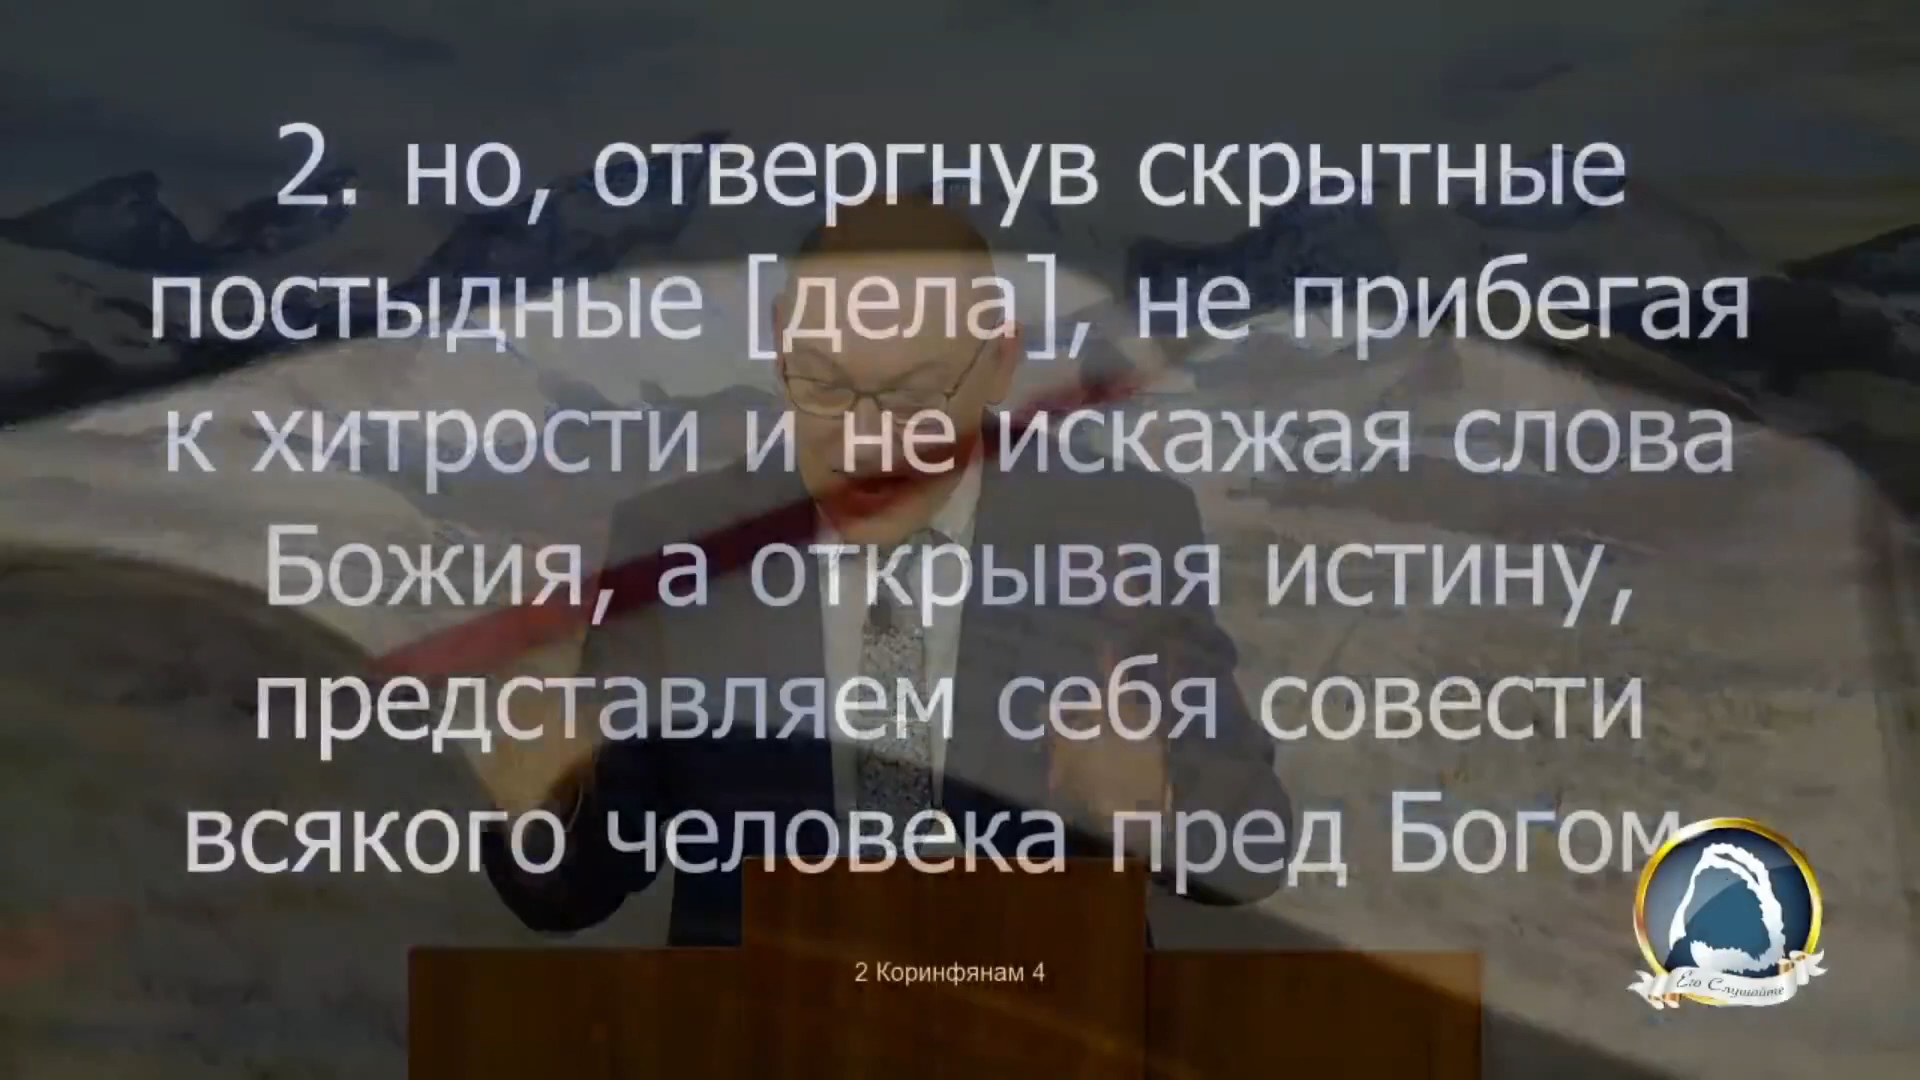 2. но, отвергнув скрытные
постыдные [дела], не прибегая
к хитрости и не искажая слова
Божия, а открывая истину,
представляем себя совести
всякого человека пред Богом
2 Коринфянам 4
Его Слушайте